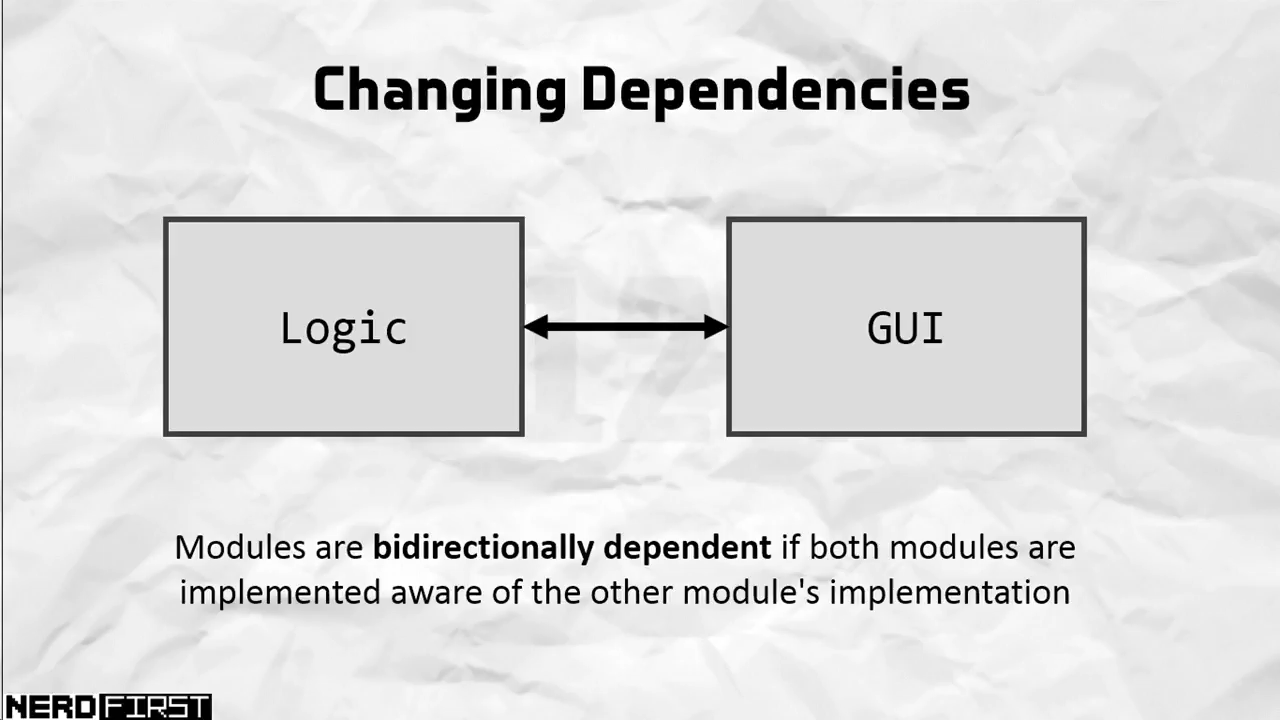 Changing Dependencies
Logic
GUI
12
Modules are bidirectionally dependent if both modules are
implemented aware of the other module's implementation
NERDFIRST